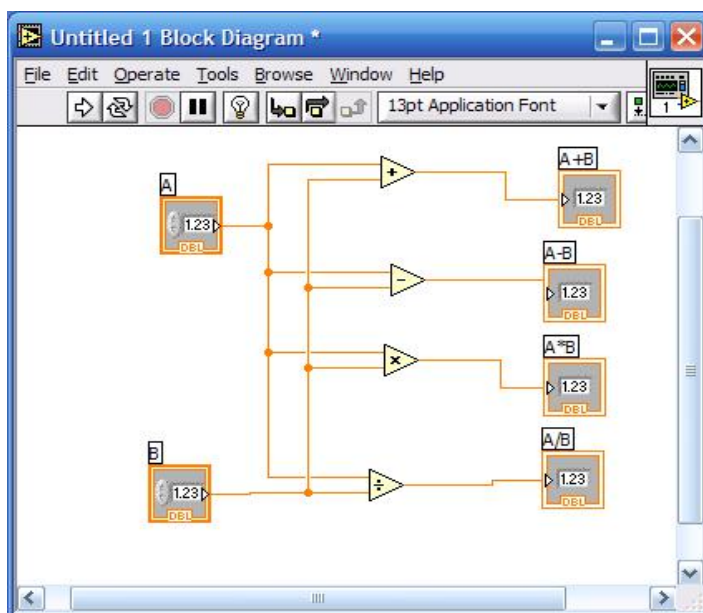 Untitled 1 Block Diagram *
File Edit Operate Tools Browse Window Help
13pt Application Font
1
A
1.23
DBL
+
A+B
1.23
DBL
−
A-B
1.23
DBL
×
A*B
1.23
DBL
B
1.23
DBL
÷
A/B
1.23
DBL